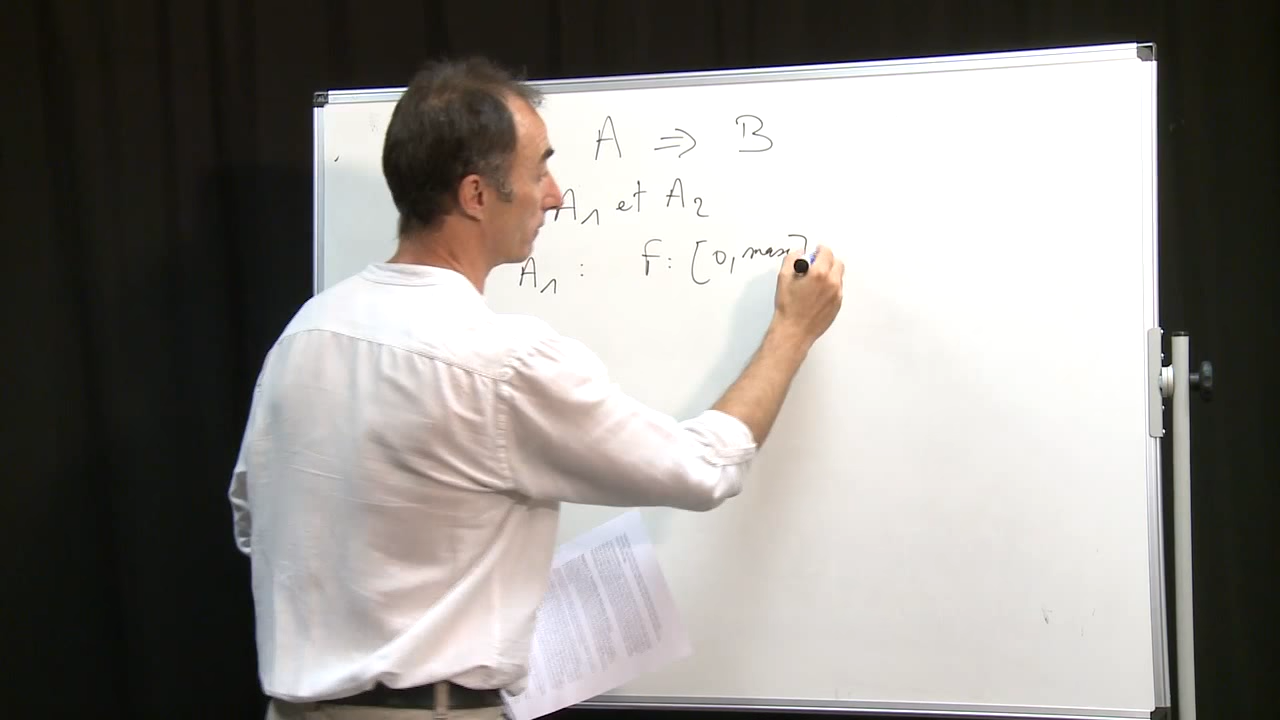 A ⇒ B
A₁ et A₂
A₁ : F : [0, max]